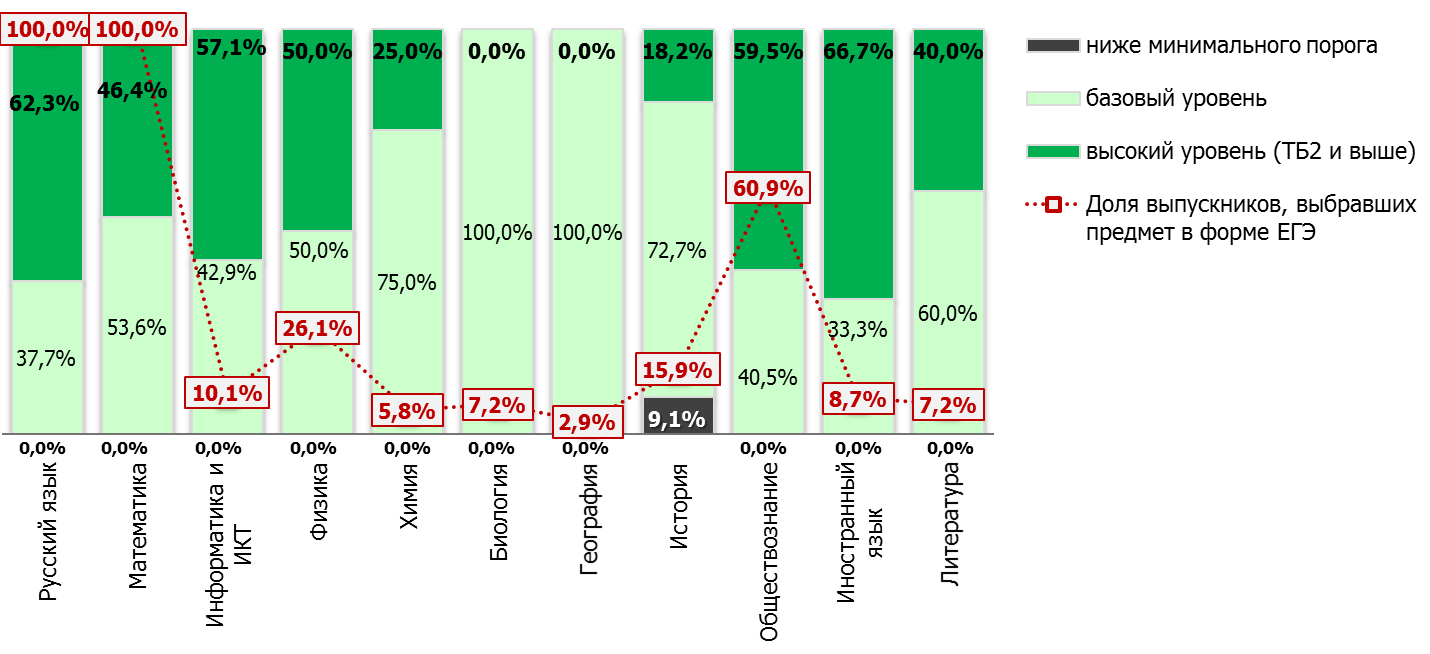 100,0%
100,0%
57,1%
50,0%
25,0%
0,0%
0,0%
18,2%
59,5%
66,7%
40,0%
62,3%
46,4%
60,9%
42,9%
50,0%
75,0%
100,0%
100,0%
72,7%
37,7%
53,6%
26,1%
33,3%
60,0%
10,1%
5,8%
7,2%
2,9%
15,9%
40,5%
8,7%
7,2%
9,1%
0,0%
0,0%
0,0%
0,0%
0,0%
0,0%
0,0%
0,0%
0,0%
0,0%
Русский язык
Математика
Информатика и
ИКТ
Физика
Химия
Биология
География
История
Обществознание
Иностранный
язык
Литература
ниже минимального порога
базовый уровень
высокий уровень (ТБ2 и выше)
Доля выпускников, выбравших
предмет в форме ЕГЭ